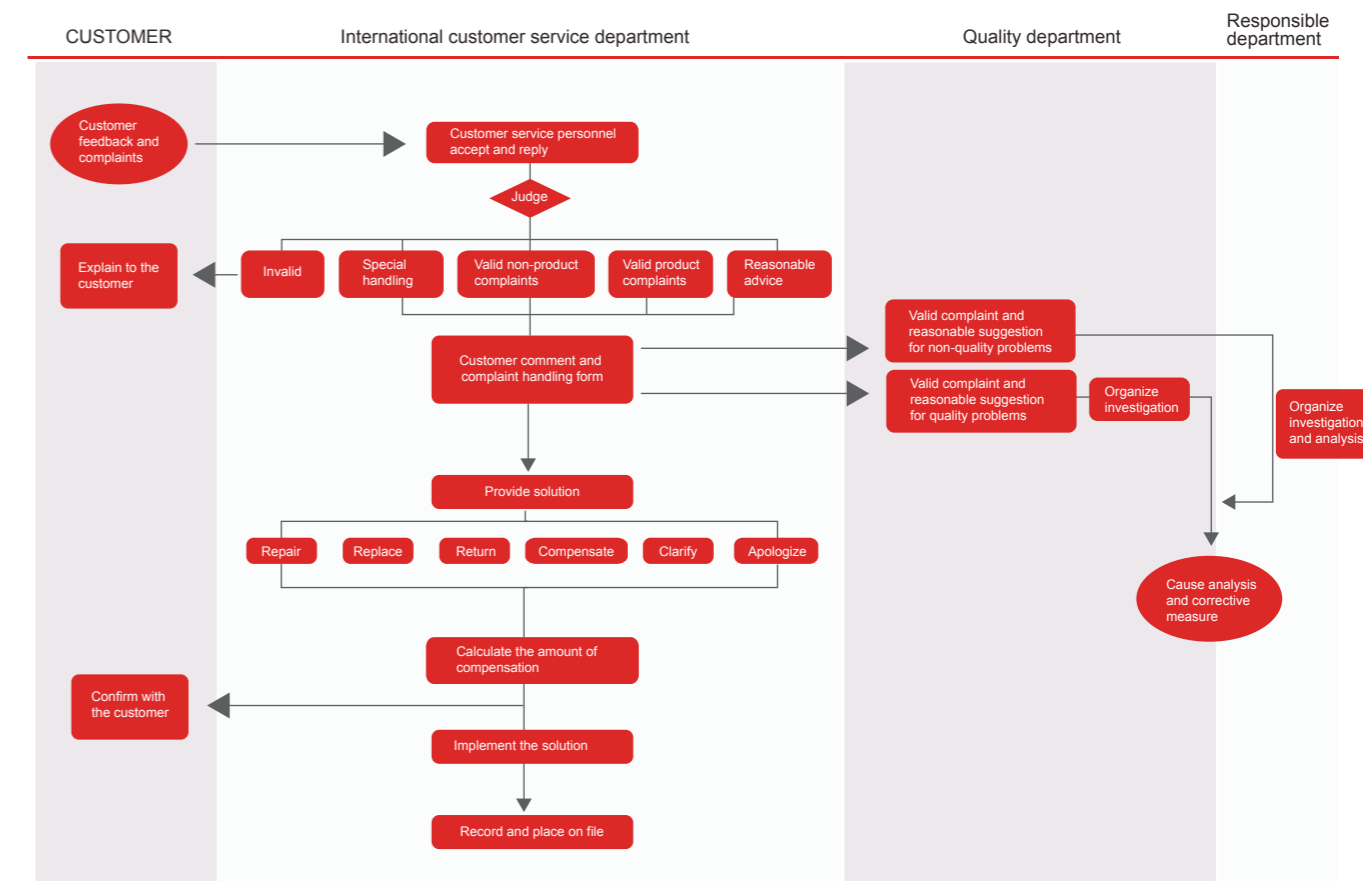 CUSTOMER
International customer service department
Quality department
Responsible
department
Customer
feedback and
complaints
Customer service personnel
accept and reply
Judge
Explain to the
customer
Invalid
Special
handling
Valid non-product
complaints
Valid product
complaints
Reasonable
advice
Customer comment and
complaint handling form
Valid complaint and
reasonable suggestion
for non-quality problems
Valid complaint and
reasonable suggestion
for quality problems
Organize
investigation
Organize
investigation
and analysis
Provide solution
Repair
Replace
Return
Compensate
Clarify
Apologize
Cause analysis
and corrective
measure
Calculate the amount of
compensation
Confirm with
the customer
Implement the solution
Record and place on file